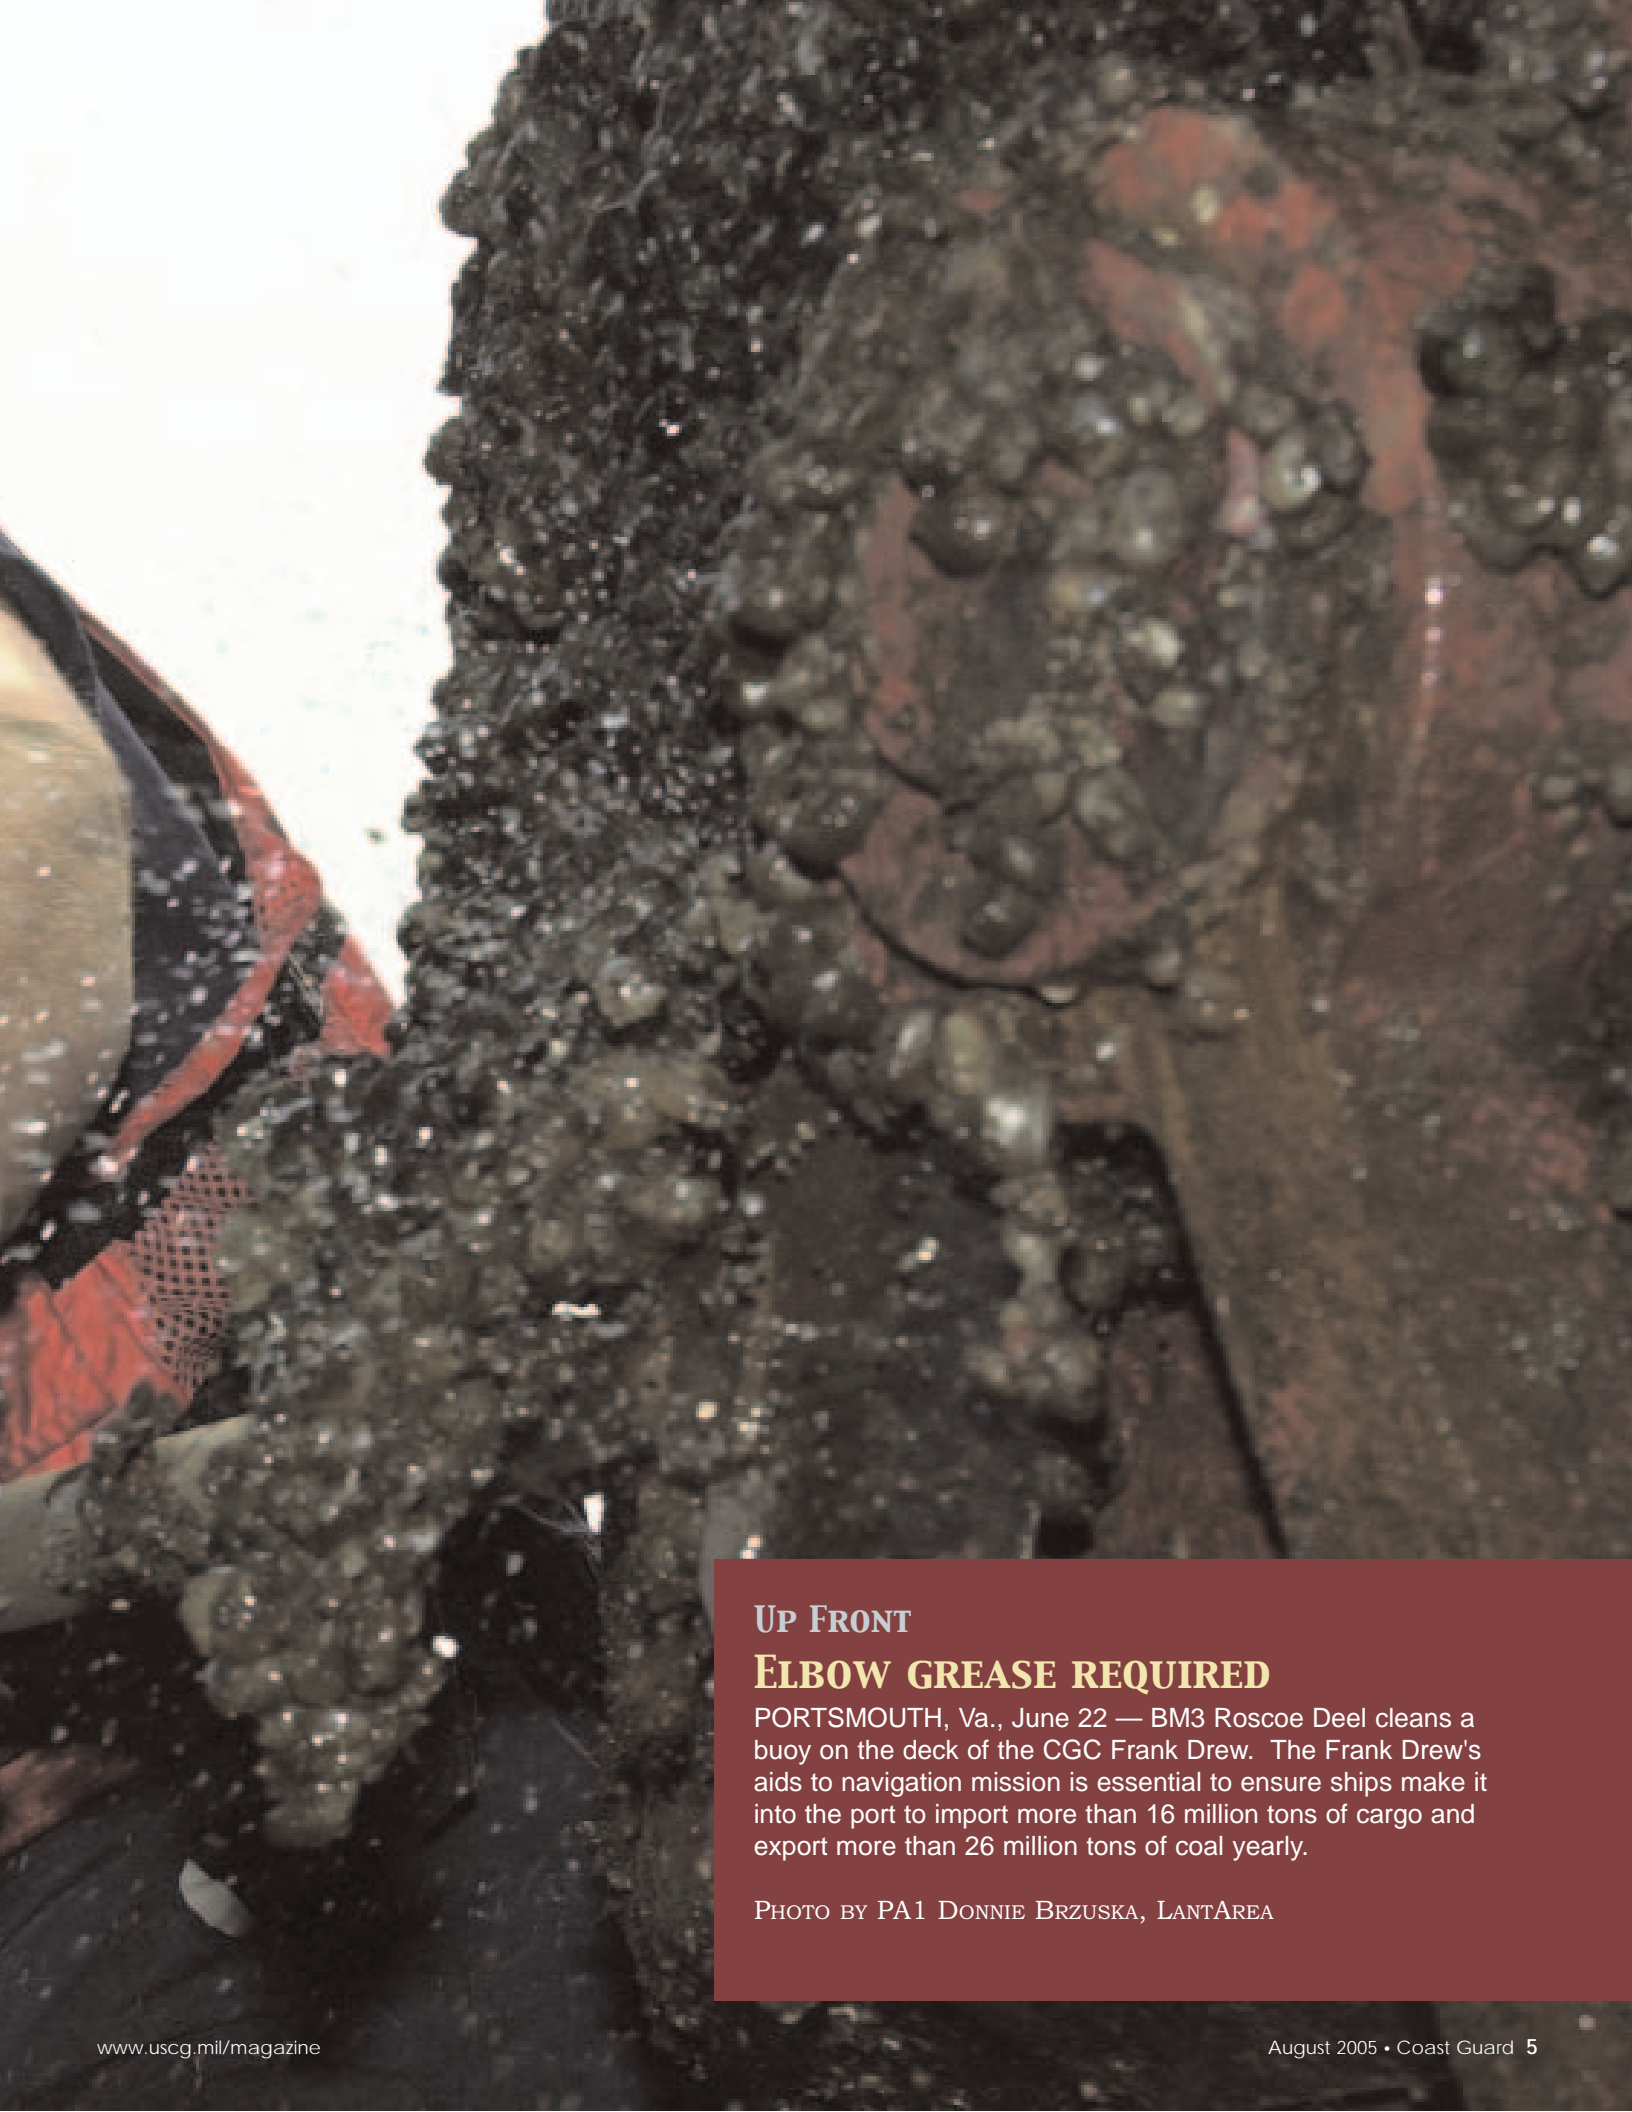 Up Front
Elbow grease required
PORTSMOUTH, Va., June 22 — BM3 Roscoe Deel cleans a
buoy on the deck of the CGC Frank Drew.  The Frank Drew's
aids to navigation mission is essential to ensure ships make it
into the port to import more than 16 million tons of cargo and
export more than 26 million tons of coal yearly.
Photo by PA1 Donnie Brzuska, LantArea
www.uscg.mil/magazine
August 2005 • Coast Guard 5